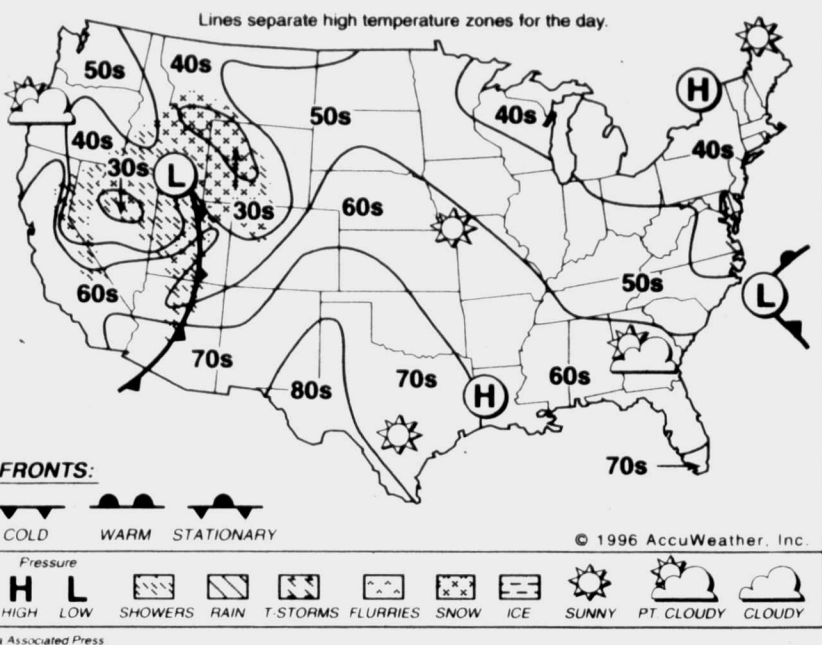 Lines separate high temperature zones for the day.
50s
40s
50s
40s
H
40s
40s
30s
L
30s
60s
50s
60s
L
70s
80s
70s
H
60s
70s
FRONTS:
COLD WARM STATIONARY
© 1996 AccuWeather, Inc.
Pressure
H L
HIGH LOW SHOWERS RAIN T-STORMS FLURRIES SNOW ICE SUNNY PT. CLOUDY CLOUDY
a Associated Press